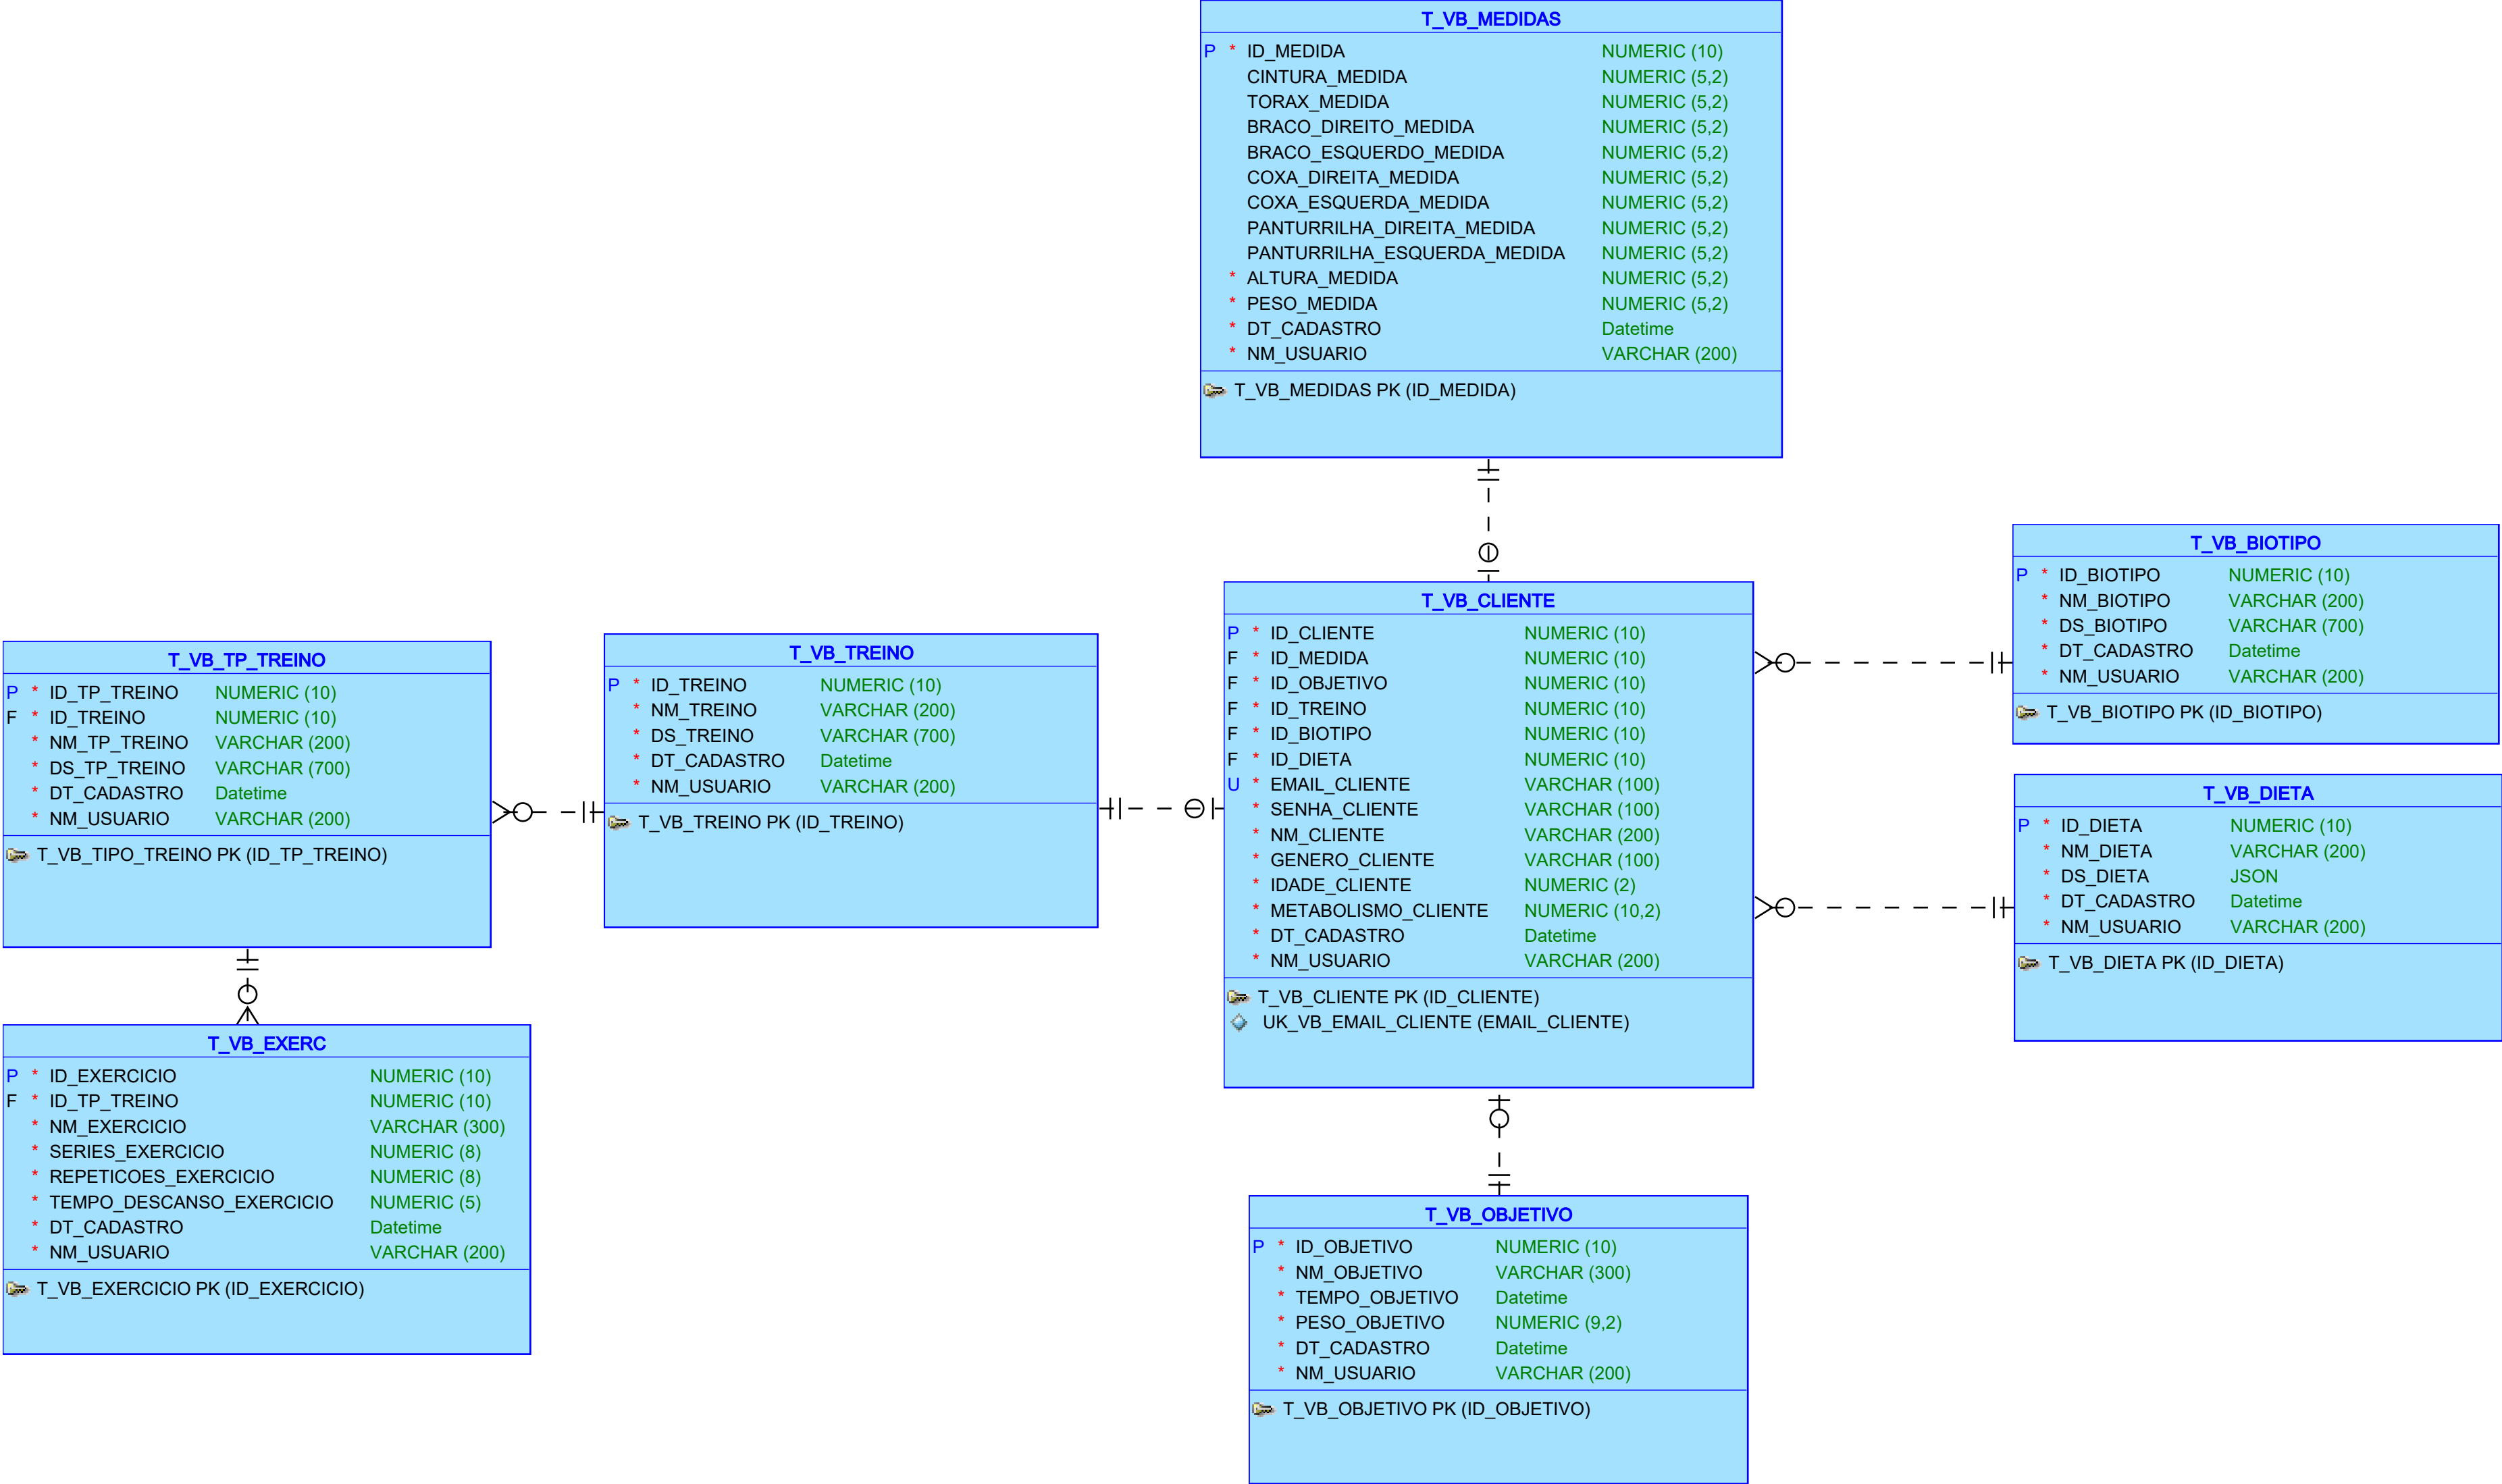 T_VB_MEDIDAS
P * ID_MEDIDA NUMERIC (10)
CINTURA_MEDIDA NUMERIC (5,2)
TORAX_MEDIDA NUMERIC (5,2)
BRACO_DIREITO_MEDIDA NUMERIC (5,2)
BRACO_ESQUERDO_MEDIDA NUMERIC (5,2)
COXA_DIREITA_MEDIDA NUMERIC (5,2)
COXA_ESQUERDA_MEDIDA NUMERIC (5,2)
PANTURRILHA_DIREITA_MEDIDA NUMERIC (5,2)
PANTURRILHA_ESQUERDA_MEDIDA NUMERIC (5,2)
* ALTURA_MEDIDA NUMERIC (5,2)
* PESO_MEDIDA NUMERIC (5,2)
* DT_CADASTRO Datetime
* NM_USUARIO VARCHAR (200)
T_VB_MEDIDAS PK (ID_MEDIDA)
T_VB_TP_TREINO
P * ID_TP_TREINO NUMERIC (10)
F * ID_TREINO NUMERIC (10)
* NM_TP_TREINO VARCHAR (200)
* DS_TP_TREINO VARCHAR (700)
* DT_CADASTRO Datetime
* NM_USUARIO VARCHAR (200)
T_VB_TIPO_TREINO PK (ID_TP_TREINO)
T_VB_TREINO
P * ID_TREINO NUMERIC (10)
* NM_TREINO VARCHAR (200)
* DS_TREINO VARCHAR (700)
* DT_CADASTRO Datetime
* NM_USUARIO VARCHAR (200)
T_VB_TREINO PK (ID_TREINO)
T_VB_CLIENTE
P * ID_CLIENTE NUMERIC (10)
F * ID_MEDIDA NUMERIC (10)
F * ID_OBJETIVO NUMERIC (10)
F * ID_TREINO NUMERIC (10)
F * ID_BIOTIPO NUMERIC (10)
F * ID_DIETA NUMERIC (10)
U * EMAIL_CLIENTE VARCHAR (100)
* SENHA_CLIENTE VARCHAR (100)
* NM_CLIENTE VARCHAR (200)
* GENERO_CLIENTE VARCHAR (100)
* IDADE_CLIENTE NUMERIC (2)
* METABOLISMO_CLIENTE NUMERIC (10,2)
* DT_CADASTRO Datetime
* NM_USUARIO VARCHAR (200)
T_VB_CLIENTE PK (ID_CLIENTE)
UK_VB_EMAIL_CLIENTE (EMAIL_CLIENTE)
T_VB_BIOTIPO
P * ID_BIOTIPO NUMERIC (10)
* NM_BIOTIPO VARCHAR (200)
* DS_BIOTIPO VARCHAR (700)
* DT_CADASTRO Datetime
* NM_USUARIO VARCHAR (200)
T_VB_BIOTIPO PK (ID_BIOTIPO)
T_VB_DIETA
P * ID_DIETA NUMERIC (10)
* NM_DIETA VARCHAR (200)
* DS_DIETA JSON
* DT_CADASTRO Datetime
* NM_USUARIO VARCHAR (200)
T_VB_DIETA PK (ID_DIETA)
T_VB_EXERC
P * ID_EXERCICIO NUMERIC (10)
F * ID_TP_TREINO NUMERIC (10)
* NM_EXERCICIO VARCHAR (300)
* SERIES_EXERCICIO NUMERIC (8)
* REPETICOES_EXERCICIO NUMERIC (8)
* TEMPO_DESCANSO_EXERCICIO NUMERIC (5)
* DT_CADASTRO Datetime
* NM_USUARIO VARCHAR (200)
T_VB_EXERCICIO PK (ID_EXERCICIO)
T_VB_OBJETIVO
P * ID_OBJETIVO NUMERIC (10)
* NM_OBJETIVO VARCHAR (300)
* TEMPO_OBJETIVO Datetime
* PESO_OBJETIVO NUMERIC (9,2)
* DT_CADASTRO Datetime
* NM_USUARIO VARCHAR (200)
T_VB_OBJETIVO PK (ID_OBJETIVO)